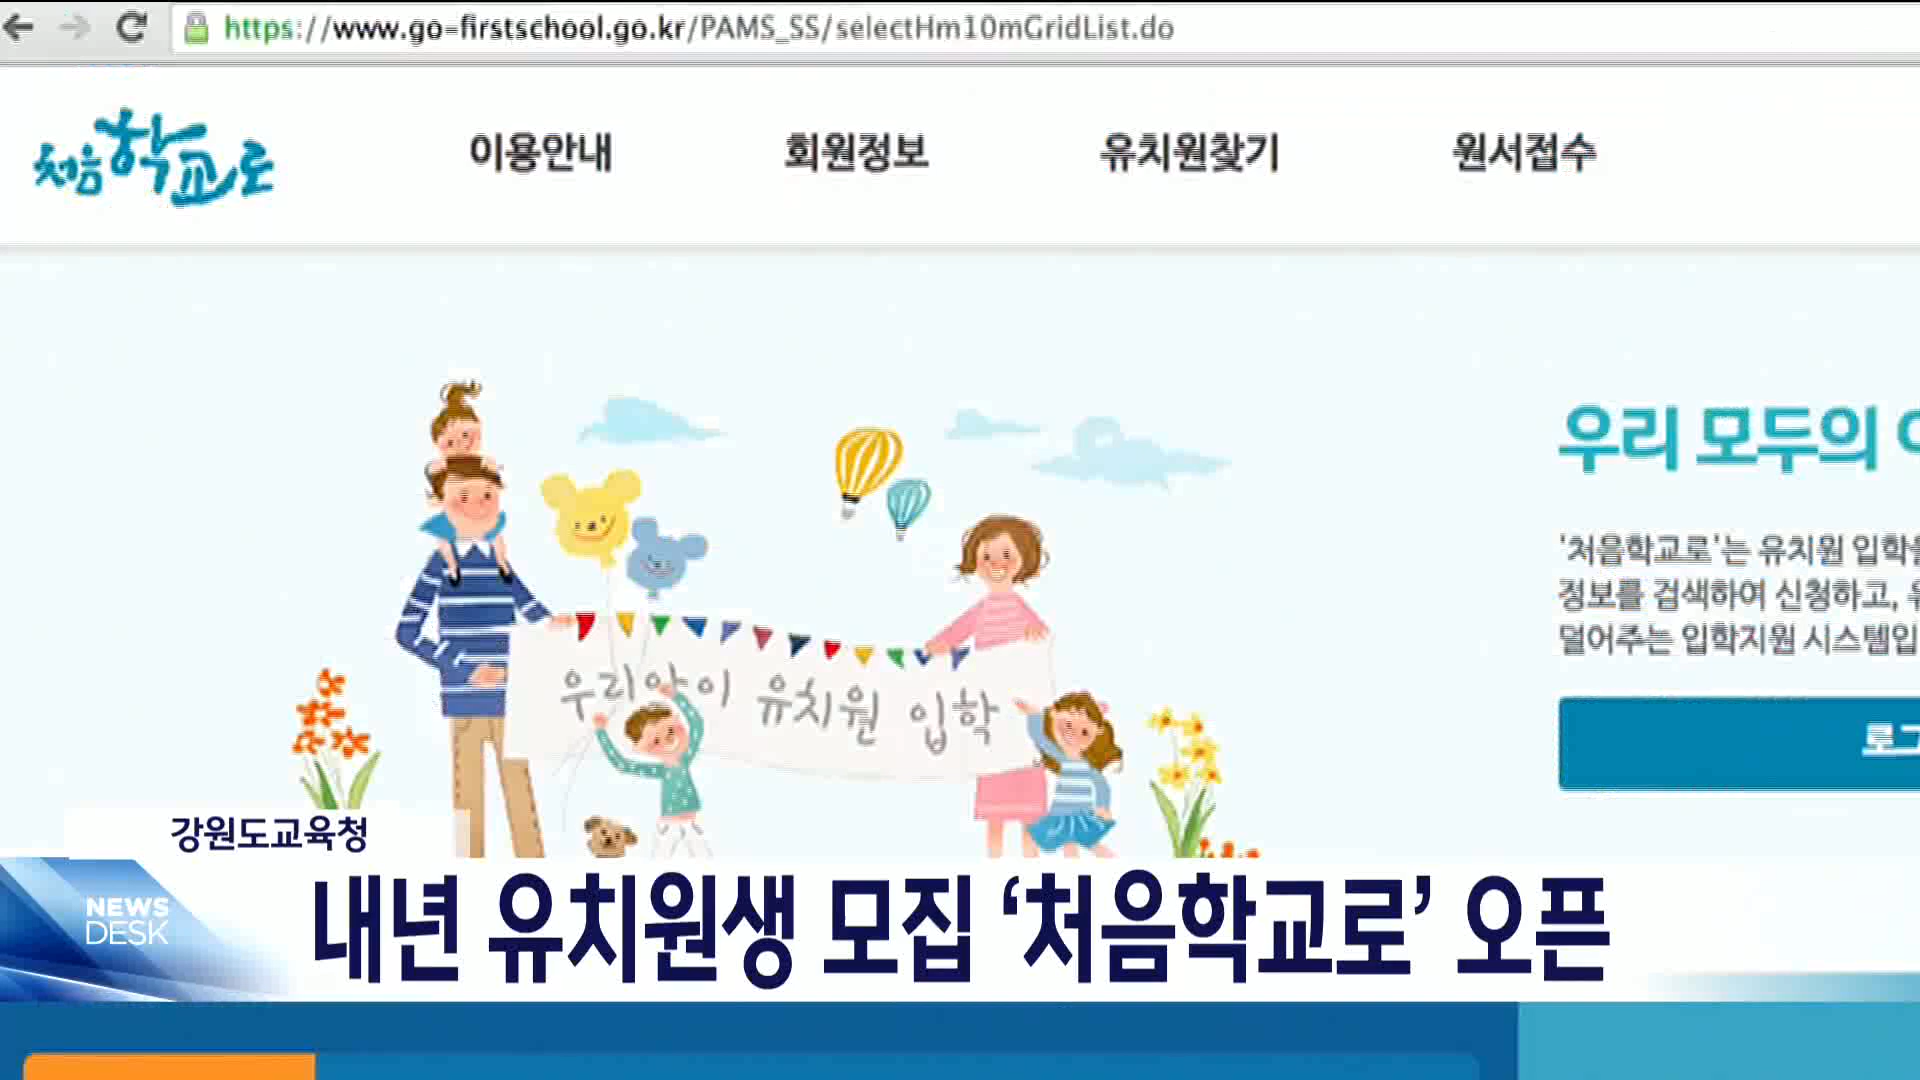 https://www.go-firstschool.go.kr/PAMS_SS/selectHm10mGridList.do
처음학교로
이용안내 회원정보 유치원찾기 원서접수
우리 모두의
'처음학교로'는 유치원 입학을
정보를 검색하여 신청하고,
덜어주는 입학지원 시스템입
우리아이 유치원 입학
강원도교육청
NEWS
DESK
내년 유치원생 모집 ‘처음학교로’ 오픈